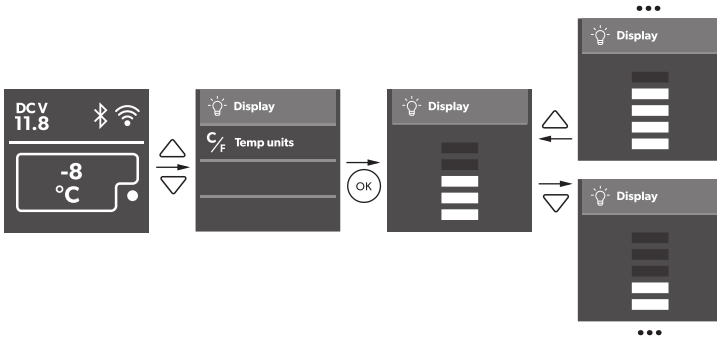 DC V
11.8
-8
°C
Display
C/F Temp units
OK
Display
Display
Display